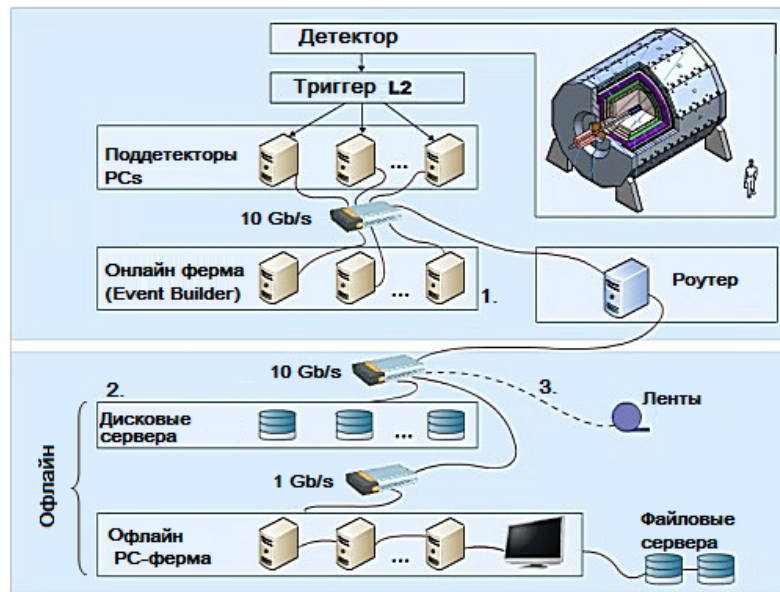 Детектор
Триггер L2
Поддетекторы
PCs
...
10 Gb/s
Онлайн ферма
(Event Builder)
...
1.
Роутер
10 Gb/s
2.
3.
Ленты
Дисковые
сервера
...
Офлайн
1 Gb/s
Офлайн
PC-ферма
...
Файловые
сервера